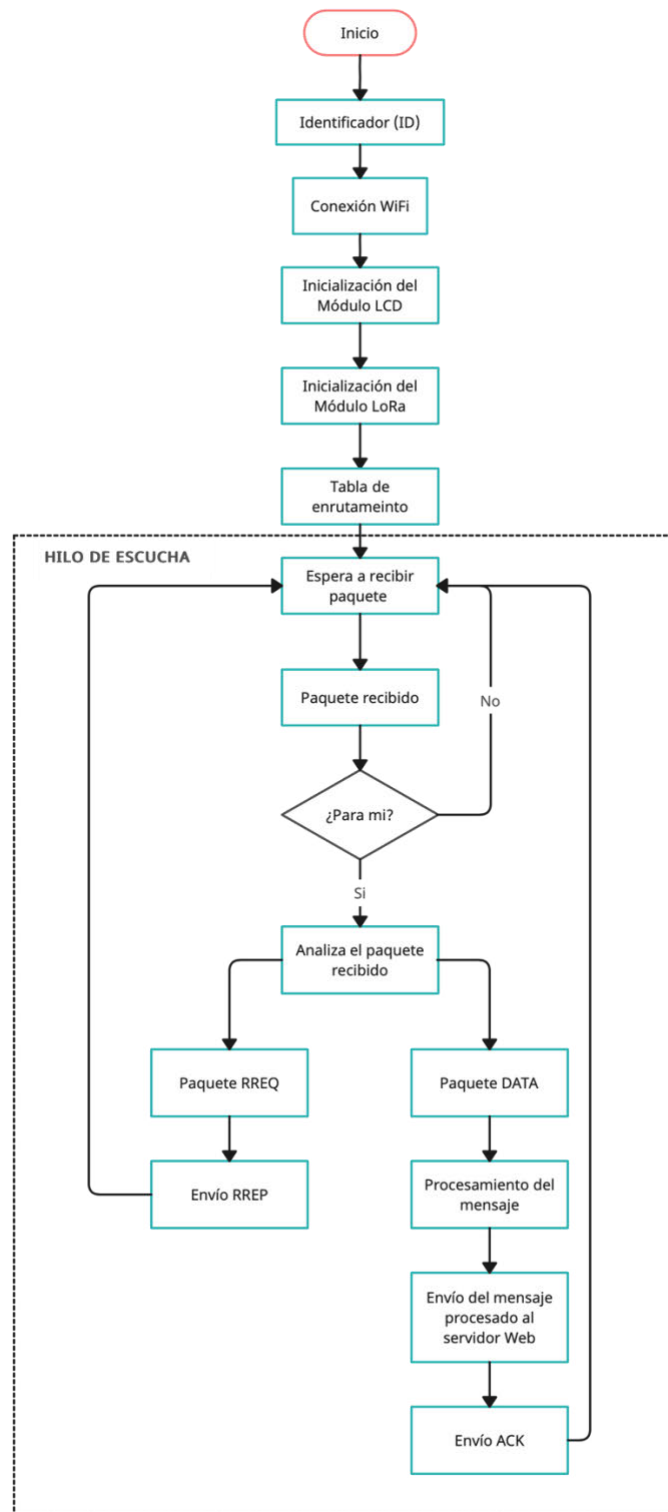 Inicio
Identificador (ID)
Conexión WiFi
Inicialización del
Módulo LCD
Inicialización del
Módulo LoRa
Tabla de
enrutameinto
HILO DE ESCUCHA
Espera a recibir
paquete
Paquete recibido
No
¿Para mi?
Si
Analiza el paquete
recibido
Paquete RREQ
Paquete DATA
Envío RREP
Procesamiento del
mensaje
Envío del mensaje
procesado al
servidor Web
Envío ACK